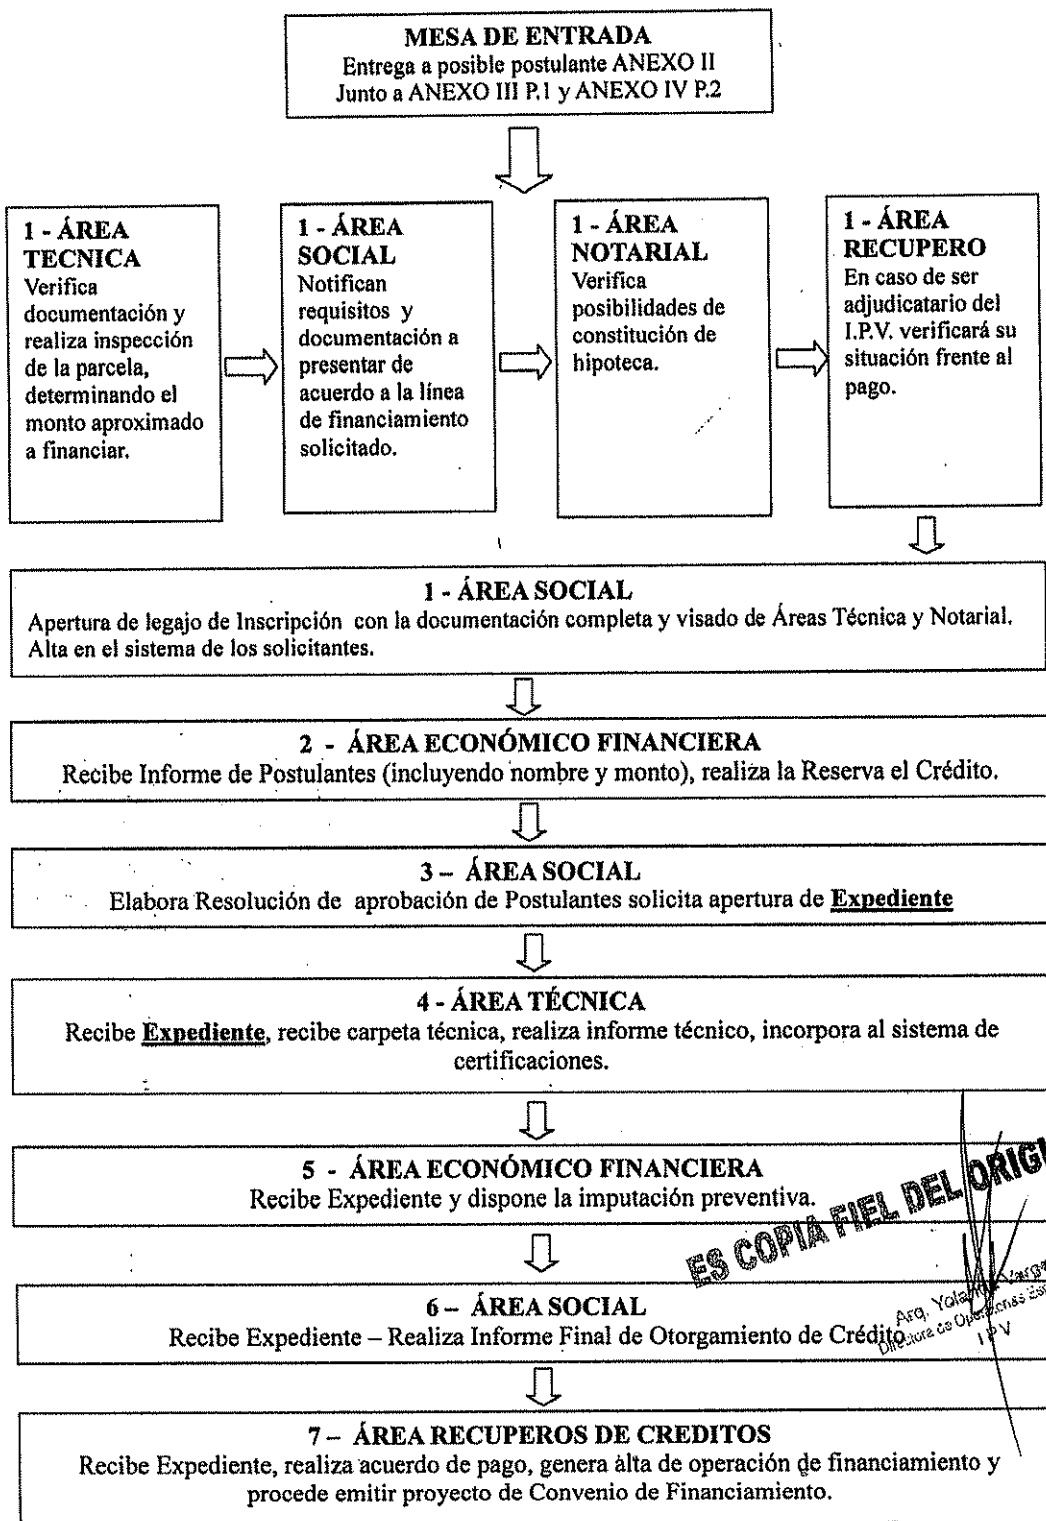 MESA DE ENTRADA
Entrega a posible postulante ANEXO II
Junto a ANEXO III P.1 y ANEXO IV P.2
1 - ÁREA
TECNICA
Verifica
documentación y
realiza inspección
de la parcela,
determinando el
monto aproximado
a financiar.
1 - ÁREA
SOCIAL
Notifican
requisitos y
documentación a
presentar de
acuerdo a la línea
de financiamiento
solicitado.
1 - ÁREA
NOTARIAL
Verifica
posibilidades de
constitución de
hipoteca.
1 - ÁREA
RECUPERO
En caso de ser
adjudicatario del
I.P.V. verificará su
situación frente al
pago.
1 - ÁREA SOCIAL
Apertura de legajo de Inscripción con la documentación completa y visado de Áreas Técnica y Notarial.
Alta en el sistema de los solicitantes.
2 - ÁREA ECONÓMICO FINANCIERA
Recibe Informe de Postulantes (incluyendo nombre y monto), realiza la Reserva el Crédito.
3 – ÁREA SOCIAL
Elabora Resolución de aprobación de Postulantes solicita apertura de Expediente
4 - ÁREA TÉCNICA
Recibe Expediente, recibe carpeta técnica, realiza informe técnico, incorpora al sistema de
certificaciones.
5 - ÁREA ECONÓMICO FINANCIERA
Recibe Expediente y dispone la imputación preventiva.
ES COPIA FIEL DEL ORIGI
Arq.
Directora de
IPV
6 – ÁREA SOCIAL
Recibe Expediente – Realiza Informe Final de Otorgamiento de Crédito
7 – ÁREA RECUPEROS DE CREDITOS
Recibe Expediente, realiza acuerdo de pago, genera alta de operación de financiamiento y
procede emitir proyecto de Convenio de Financiamiento.